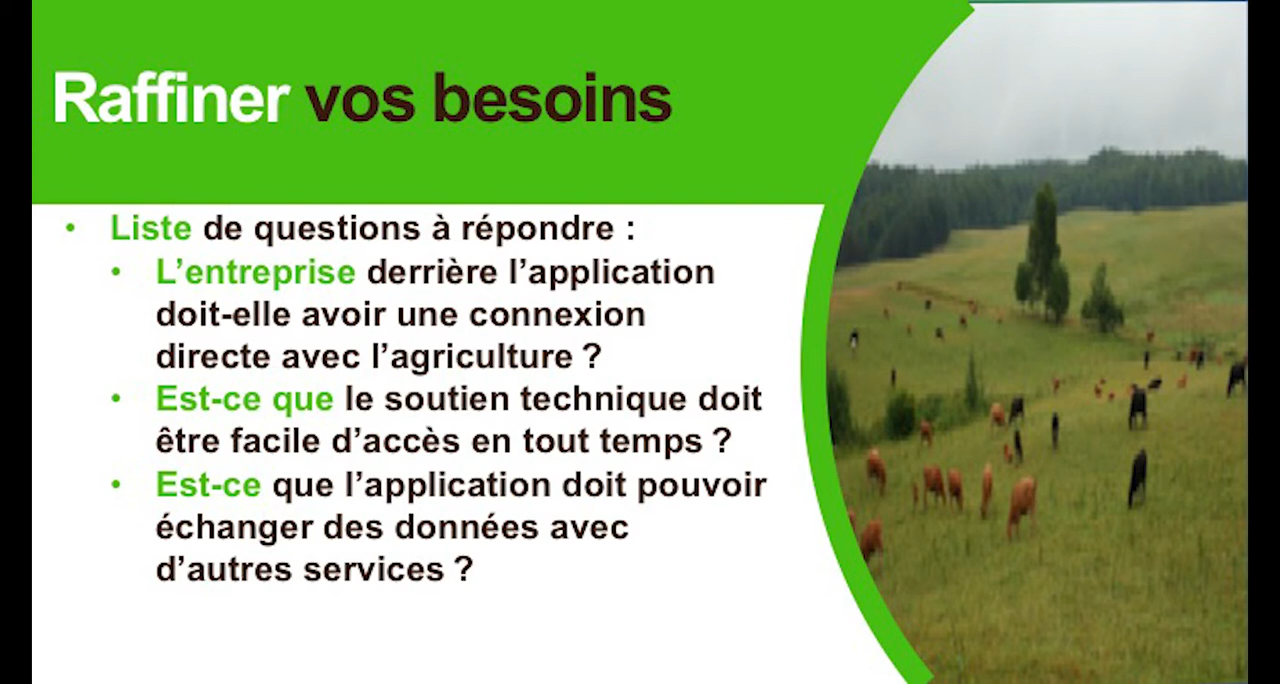 Raffiner vos besoins
• Liste de questions à répondre :
• L’entreprise derrière l’application
doit-elle avoir une connexion
directe avec l’agriculture ?
• Est-ce que le soutien technique doit
être facile d’accès en tout temps ?
• Est-ce que l’application doit pouvoir
échanger des données avec
d’autres services ?